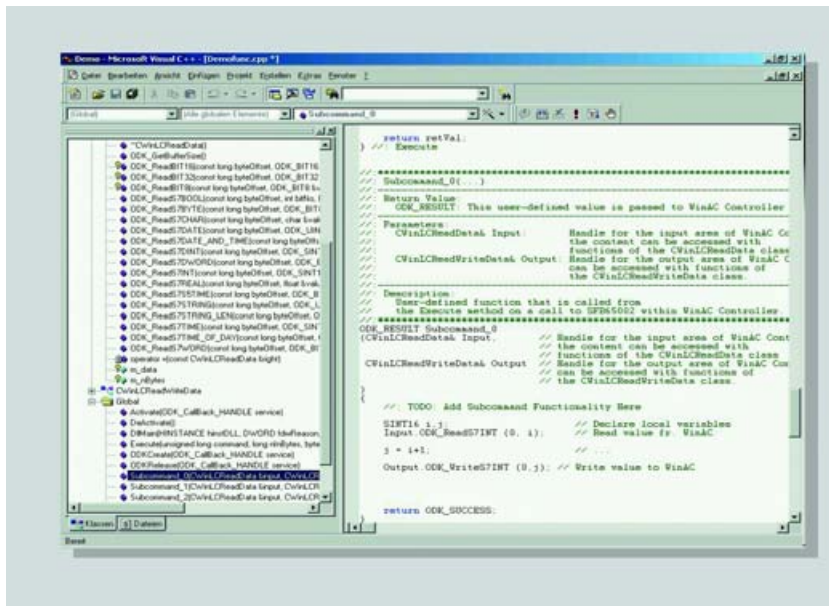 Demo - Microsoft Visual C++ - [Demofunc.cpp *]
Datei Bearbeiten Ansicht Einfügen Projekt Erstellen Extras Fenster ?
(Global)
(Alle globalen Elemente)
Subcommand_0
~CWinLCReadData()
ODK_GetBufferSize()
ODK_ReadBIT16(const long byteOffset, ODK_BIT16
ODK_ReadBIT32(const long byteOffset, ODK_BIT32
ODK_ReadBIT8(const long byteOffset, ODK_BIT8
ODK_ReadS7BOOL(const long byteOffset, int bitNo,
ODK_ReadS7BYTE(const long byteOffset, ODK_BIT
ODK_ReadS7CHAR(const long byteOffset, char
ODK_ReadS7DATE(const long byteOffset, ODK_UIN
ODK_ReadS7DATE_AND_TIME(const long byteOffs
ODK_ReadS7DINT(const long byteOffset, ODK_SIN
ODK_ReadS7DWORD(const long byteOffset, ODK_
ODK_ReadS7INT(const long byteOffset, ODK_SINT1
ODK_ReadS7REAL(const long byteOffset, float
ODK_ReadS7S5TIME(const long byteOffset, ODK_B
ODK_ReadS7STRING(const long byteOffset, ODK_
ODK_ReadS7STRING_LEN(const long byteOffset,
ODK_ReadS7TIME(const long byteOffset, ODK_SIN
ODK_ReadS7TIME_OF_DAY(const long byteOffset,
ODK_ReadS7WORD(const long byteOffset, ODK_BI
operator =(const CWinLCReadData &right)
m_data
m_nBytes
CWinLCReadWriteData
Global
Activate(ODK_CallBack_HANDLE service)
DeActivate()
DllMain(HINSTANCE hinstDLL, DWORD fdwReason,
Execute(unsigned long command, long nInBytes, byte
ODKCreate(ODK_CallBack_HANDLE service)
ODKRelease(ODK_CallBack_HANDLE service)
Subcommand_0(CWinLCReadData &input, CWinLCR
Subcommand_1(CWinLCReadData &input, CWinLCR
Subcommand_2(CWinLCReadData &input, CWinLCR
Klassen
Dateien
Bereit
return retVal;
} //: Execute
//: Subcommand_0(...)
//: Return Value:
//: ODK_RESULT: This user-defined value is passed to WinAC Controller
//: Parameters:
//: CWinLCReadData& Input: Handle for the input area of WinAC Co
//: the content can be accessed with
//: functions of the CWinLCReadData class
//: CWinLCReadWriteData& Output: Handle for the output area of WinAC C
//: can be accessed with functions of
//: the CWinLCReadWriteData class.
//: Description:
//: User-defined function that is called from
//: the Execute method on a call to SFB65002 within WinAC Controller.
ODK_RESULT Subcommand_0
(CWinLCReadData& Input, // Handle for the input area of WinAC Cont
// the content can be accessed with
// functions of the CWinLCReadData class
CWinLCReadWriteData& Output // Handle for the output area of WinAC Co
// can be accessed with functions of
// the CWinLCReadWriteData class.
)
{
//: TODO: Add Subcommand Functionality Here
SINT16 i,j; // Declare local variables
Input.ODK_ReadS7INT (0, i); // Read value fr. WinAC
j = i+1; // ...
Output.ODK_WriteS7INT (0,j); // Write value to WinAC
return ODK_SUCCESS;
}